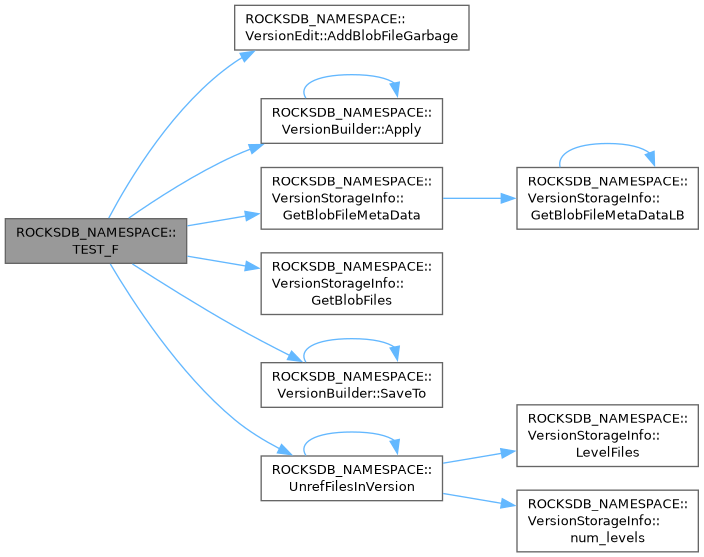 ROCKSDB_NAMESPACE::
TEST_F
ROCKSDB_NAMESPACE::
VersionEdit::AddBlobFileGarbage
ROCKSDB_NAMESPACE::
VersionBuilder::Apply
ROCKSDB_NAMESPACE::
VersionStorageInfo::
GetBlobFileMetaData
ROCKSDB_NAMESPACE::
VersionStorageInfo::
GetBlobFileMetaDataLB
ROCKSDB_NAMESPACE::
VersionStorageInfo::
GetBlobFiles
ROCKSDB_NAMESPACE::
VersionBuilder::SaveTo
ROCKSDB_NAMESPACE::
UnrefFilesInVersion
ROCKSDB_NAMESPACE::
VersionStorageInfo::
LevelFiles
ROCKSDB_NAMESPACE::
VersionStorageInfo::
num_levels